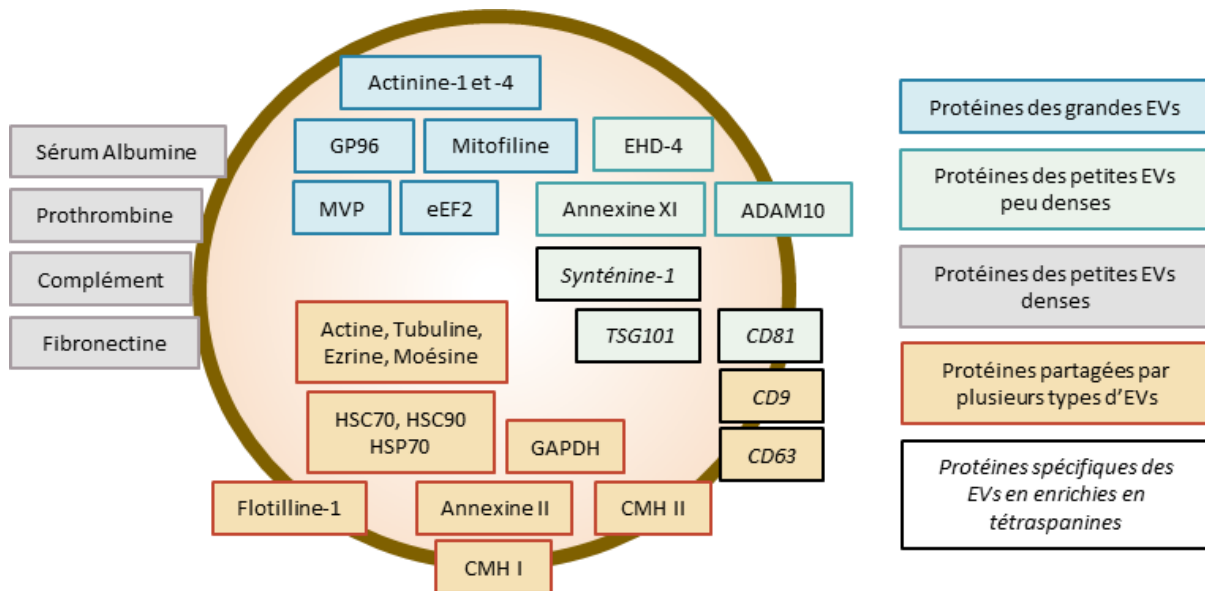 Actinine-1 et -4
GP96
Mitofiline
EHD-4
MVP
eEF2
Annexine XI
ADAM10
Synténine-1
TSG101
CD81
CD9
CD63
Sérum Albumine
Prothrombine
Complément
Fibronectine
Actine, Tubuline,
Ezrine, Moésine
HSC70, HSC90
HSP70
GAPDH
Flotilline-1
Annexine II
CMH II
CMH I
Protéines des grandes EVs
Protéines des petites EVs
peu denses
Protéines des petites EVs
denses
Protéines partagées par
plusieurs types d'EVs
Protéines spécifiques des
EVs en enrichies en
tétraspanines